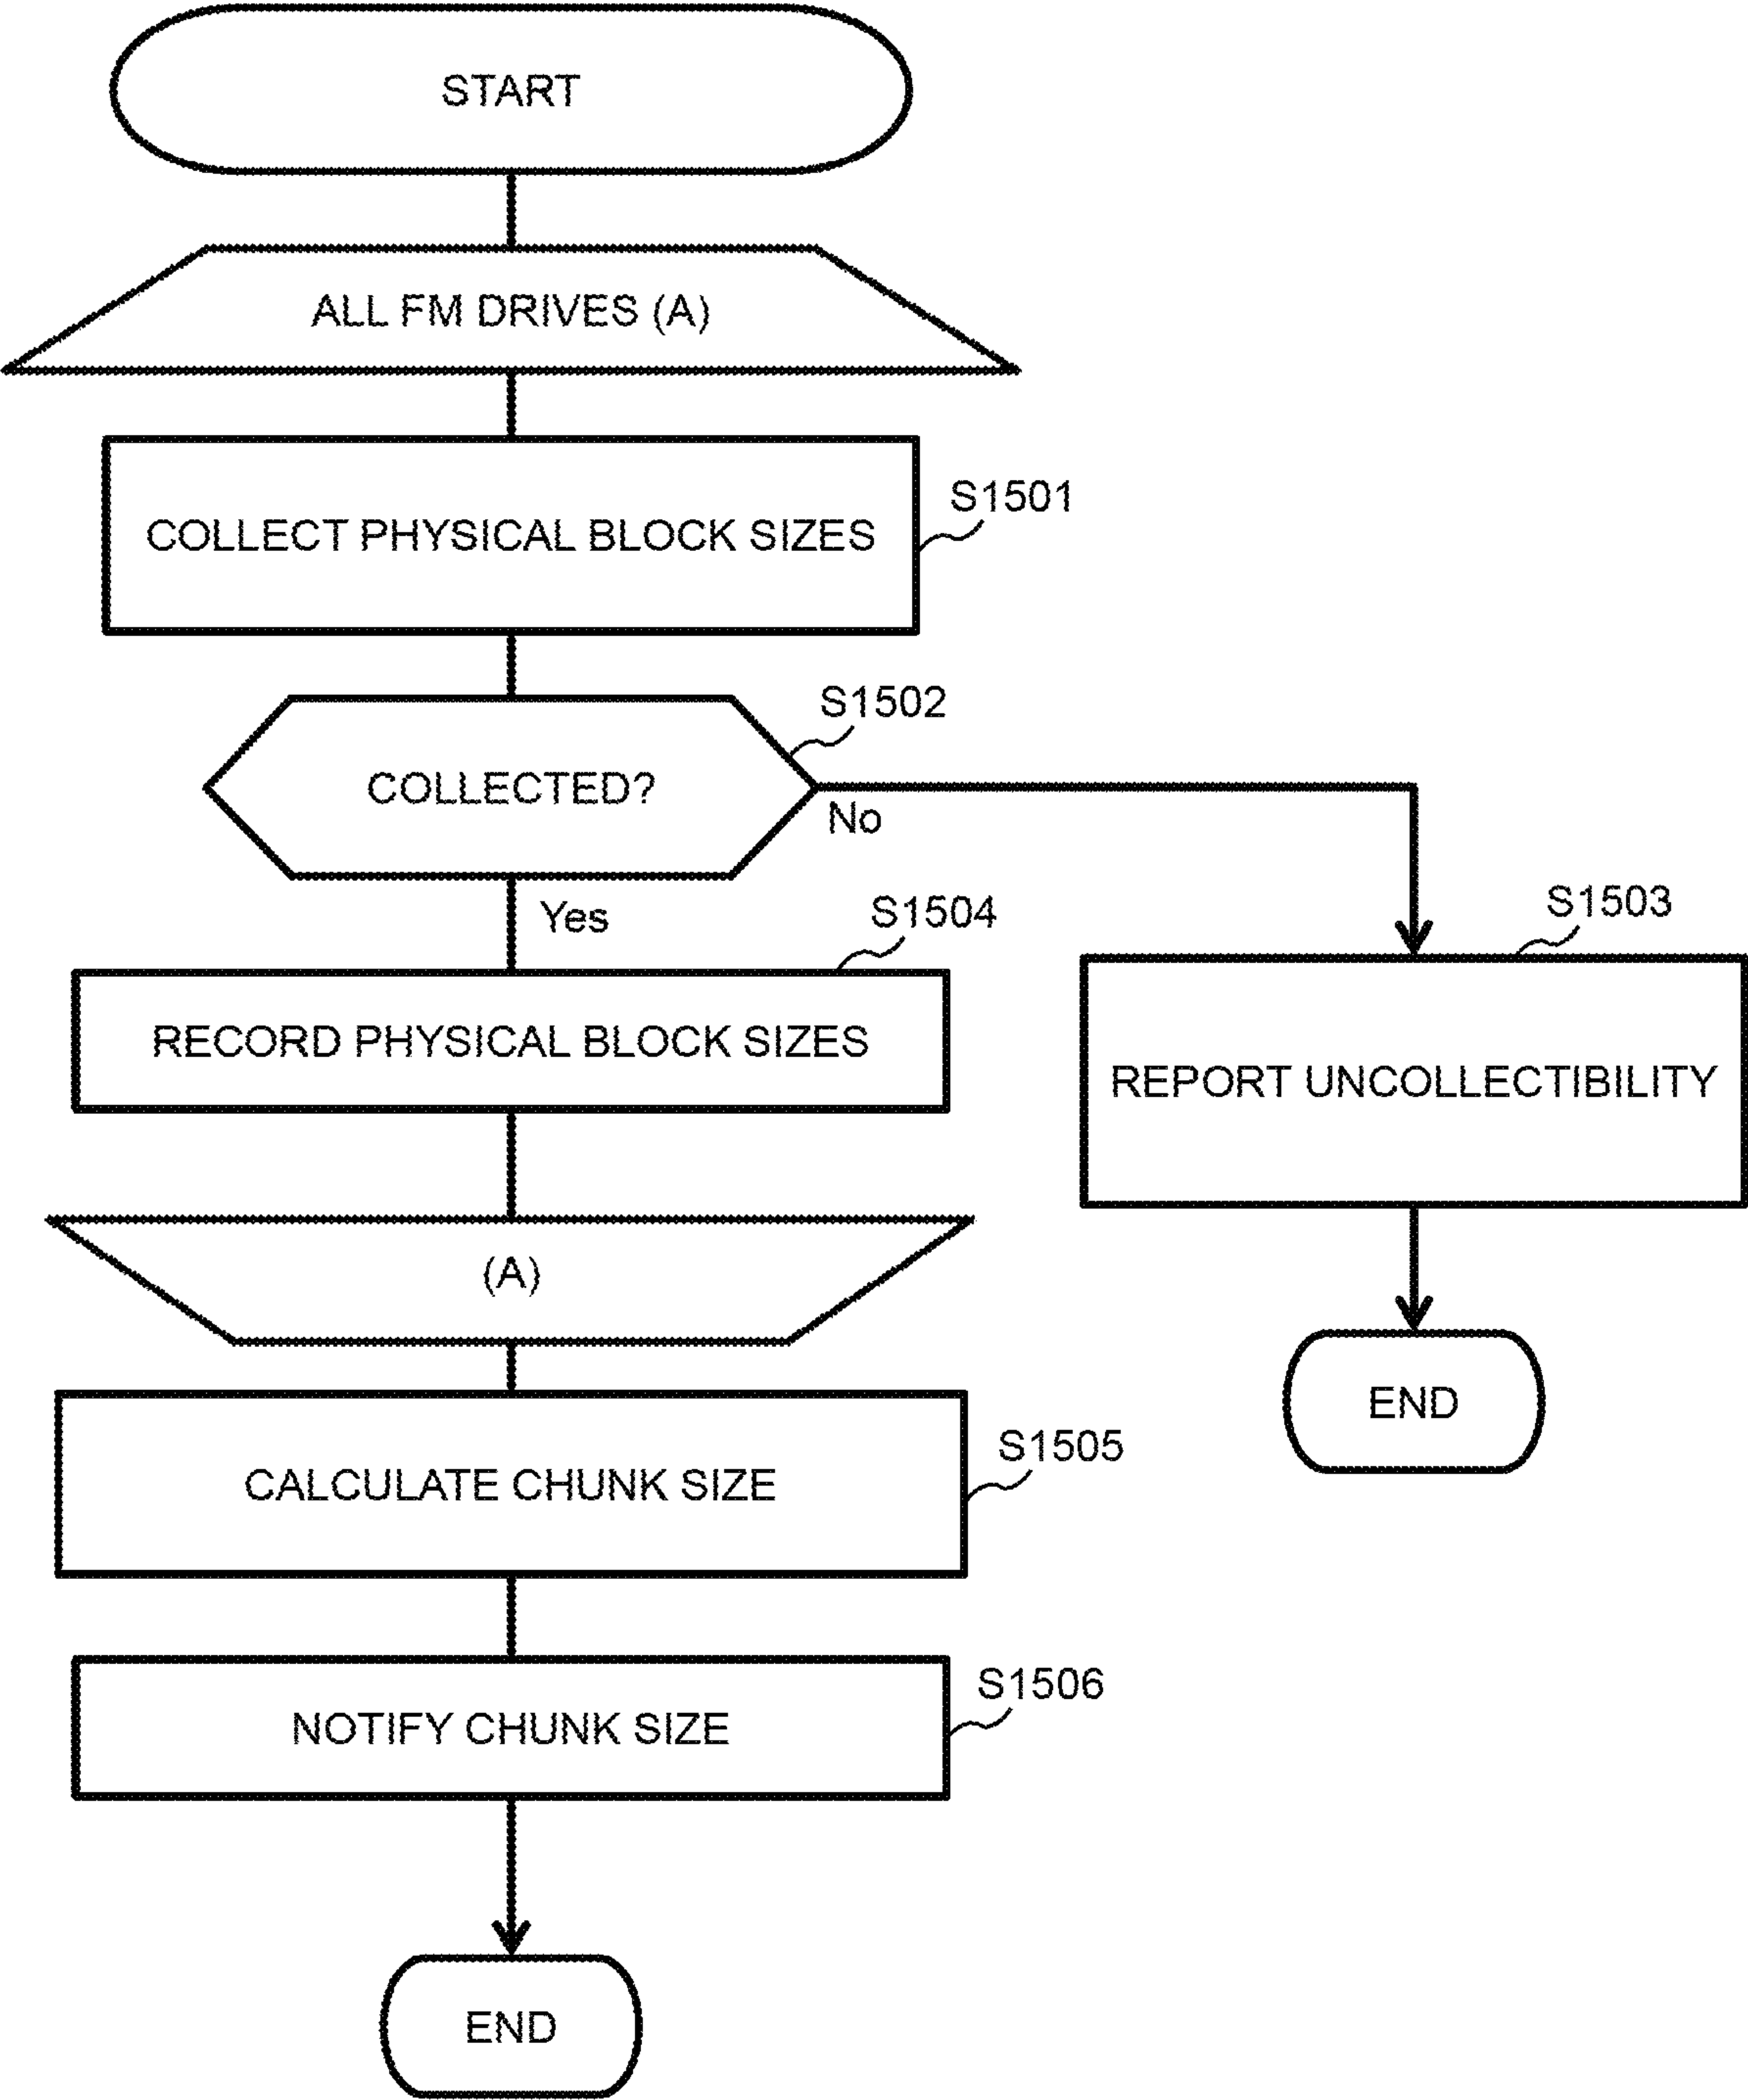 START
ALL FM DRIVES (A)
COLLECT PHYSICAL BLOCK SIZES
S1501
COLLECTED?
S1502
No
Yes
S1504
RECORD PHYSICAL BLOCK SIZES
S1503
REPORT UNCOLLECTIBILITY
END
(A)
CALCULATE CHUNK SIZE
S1505
NOTIFY CHUNK SIZE
S1506
END